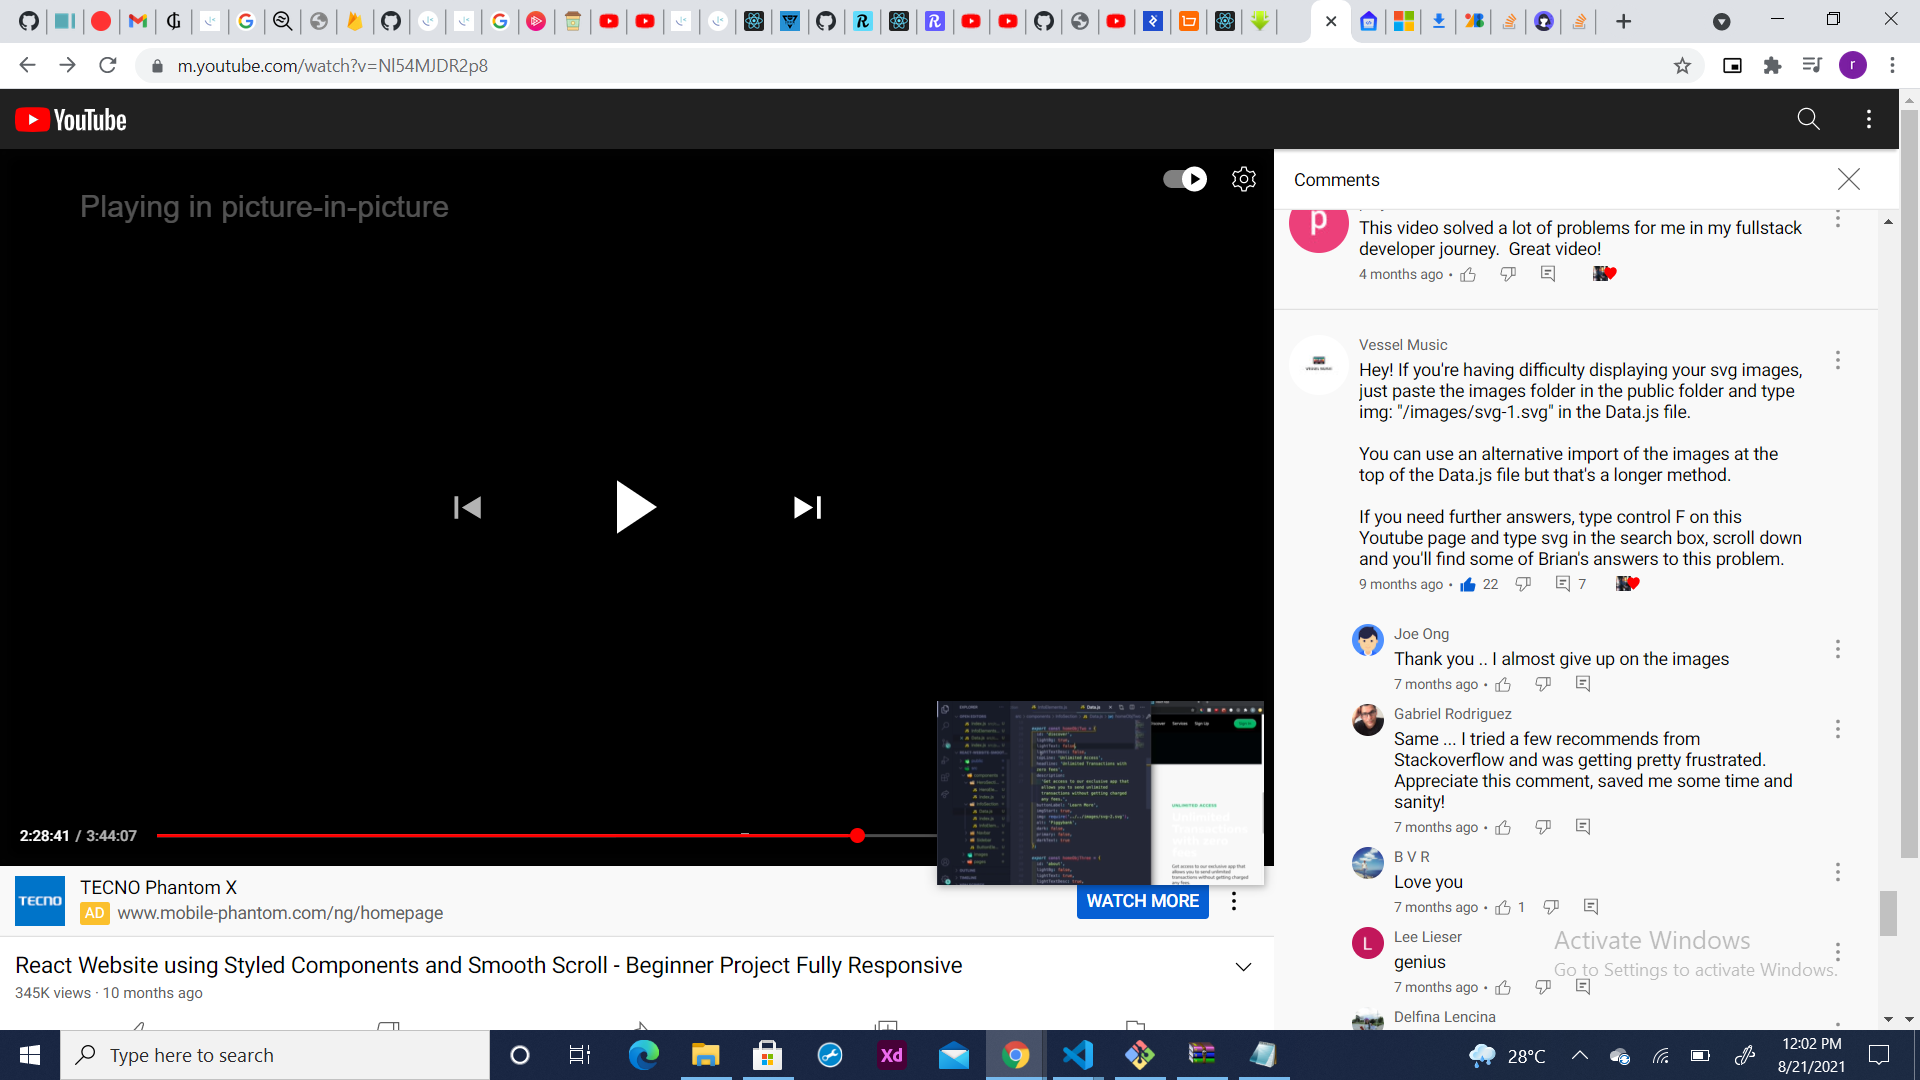 m.youtube.com/watch?v=Nl54MJDR2p8
r
YouTube
Playing in picture-in-picture
Comments
This video solved a lot of problems for me in my fullstack
developer journey.  Great video!
4 months ago •
Vessel Music
Hey! If you're having difficulty displaying your svg images,
just paste the images folder in the public folder and type
img: "/images/svg-1.svg" in the Data.js file.
You can use an alternative import of the images at the
top of the Data.js file but that's a longer method.
If you need further answers, type control F on this
Youtube page and type svg in the search box, scroll down
and you'll find some of Brian's answers to this problem.
9 months ago • 22 7
Joe Ong
Thank you .. I almost give up on the images
7 months ago •
Gabriel Rodriguez
Same ... I tried a few recommends from
Stackoverflow and was getting pretty frustrated.
Appreciate this comment, saved me some time and
sanity!
7 months ago •
B V R
Love you
7 months ago • 1
L
Lee Lieser
genius
7 months ago •
Delfina Lencina
2:28:41 / 3:44:07
TECNO
TECNO Phantom X
AD www.mobile-phantom.com/ng/homepage
WATCH MORE
React Website using Styled Components and Smooth Scroll - Beginner Project Fully Responsive
345K views · 10 months ago
Activate Windows
Go to Settings to activate Windows.
Type here to search
Xd
28°C
12:02 PM
8/21/2021